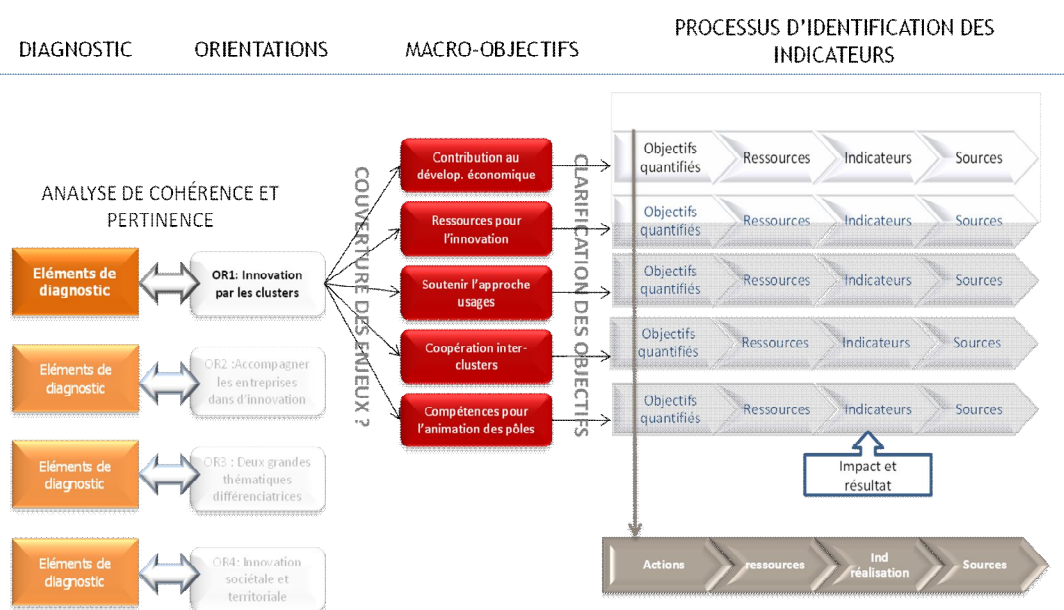 DIAGNOSTIC
ORIENTATIONS
MACRO-OBJECTIFS
PROCESSUS D'IDENTIFICATION DES
INDICATEURS
ANALYSE DE COHÉRENCE ET
PERTINENCE
Eléments de
diagnostic
OR1: Innovation
par les clusters
Eléments de
diagnostic
OR2 :Accompagner
les entreprises
dans d'innovation
Eléments de
diagnostic
OR3 : Deux grandes
thématiques
différenciatrices
Eléments de
diagnostic
OR4: Innovation
sociétale et
territoriale
COUVERTURE DES ENJEUX ?
Contribution au
dévelop. économique
Ressources pour
l'innovation
Soutenir l'approche
usages
Coopération inter-
clusters
Compétences pour
l'animation des pôles
CLARIFICATION DES OBJECTIFS
Objectifs
quantifiés
Ressources
Indicateurs
Sources
Objectifs
quantifiés
Ressources
Indicateurs
Sources
Objectifs
quantifiés
Ressources
Indicateurs
Sources
Objectifs
quantifiés
Ressources
Indicateurs
Sources
Objectifs
quantifiés
Ressources
Indicateurs
Sources
Impact et
résultat
Actions
ressources
Ind
réalisation
Sources